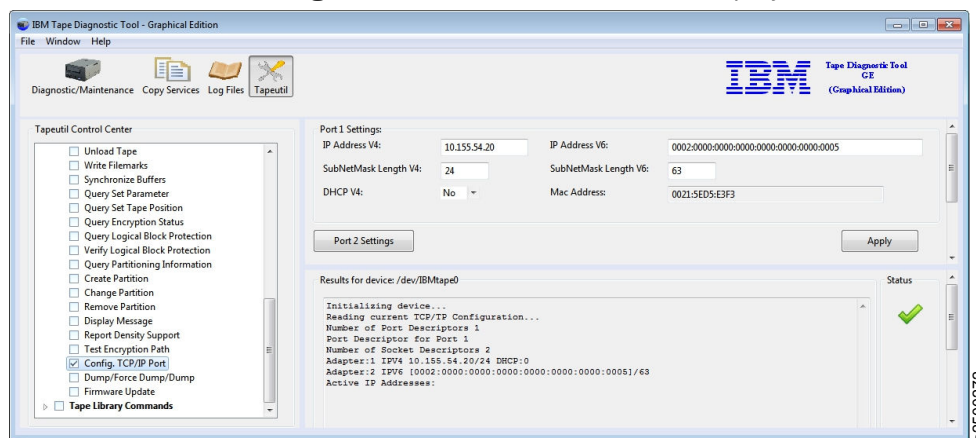 IBM Tape Diagnostic Tool - Graphical Edition
File Window Help
Diagnostic/Maintenance Copy Services Log Files Tapeutil
IBM
Tape Diagnostic Tool
GE
(Graphical Edition)
Tapeutil Control Center
Unload Tape
Write Filemarks
Synchronize Buffers
Query Set Parameter
Query Set Tape Position
Query Encryption Status
Query Logical Block Protection
Verify Logical Block Protection
Query Partitioning Information
Create Partition
Change Partition
Remove Partition
Display Message
Report Density Support
Test Encryption Path
Config. TCP/IP Port
Dump/Force Dump/Dump
Firmware Update
Tape Library Commands
Port 1 Settings:
IP Address V4: 10.155.54.20 IP Address V6: 0002:0000:0000:0000:0000:0000:0000:0005
SubNetMask Length V4: 24 SubNetMask Length V6: 63
DHCP V4: No Mac Address: 0021:5ED5:E3F3
Port 2 Settings Apply
Results for device: /dev/IBMtape0 Status
Initializing device...
Reading current TCP/TP Configuration...
Number of Port Descriptors 1
Port Descriptor for Port 1
Number of Socket Descriptors 2
Adapter:1 IPV4 10.155.54.20/24 DHCP:0
Adapter:2 IPV6 [0002:0000:0000:0000:0000:0000:0000:0005]/63
Active IP Addresses: